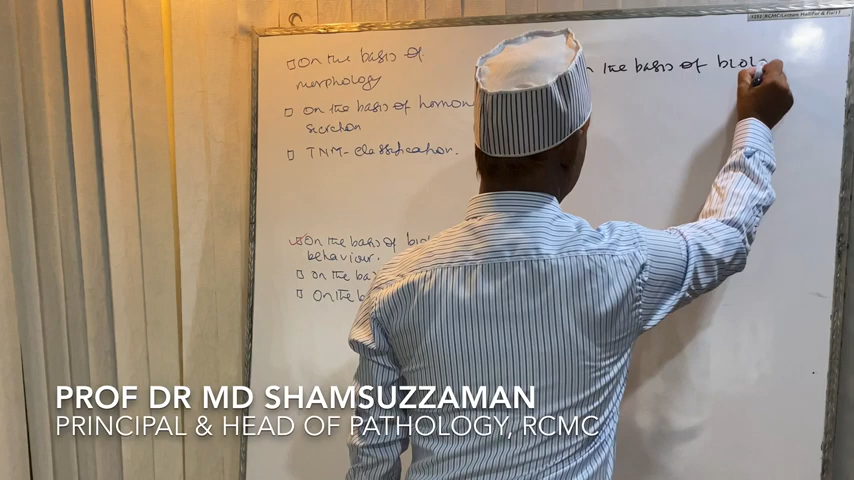 On the basis of
morphology
On the basis of hormon
secretion
TNM-classification.
On the basis of biol
behaviour.
On the ba
On the b
n the basis of biolo
PROF DR MD SHAMSUZZAMAN
PRINCIPAL & HEAD OF PATHOLOGY, RCMC